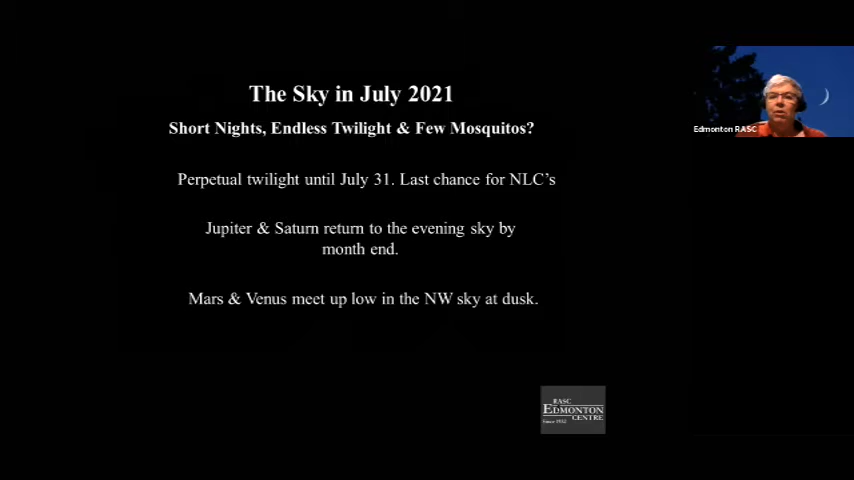 The Sky in July 2021
Short Nights, Endless Twilight & Few Mosquitos?
Perpetual twilight until July 31. Last chance for NLC's
Jupiter & Saturn return to the evening sky by
month end.
Mars & Venus meet up low in the NW sky at dusk.
Edmonton RASC
RASC
EDMONTON
CENTRE
Since 1932